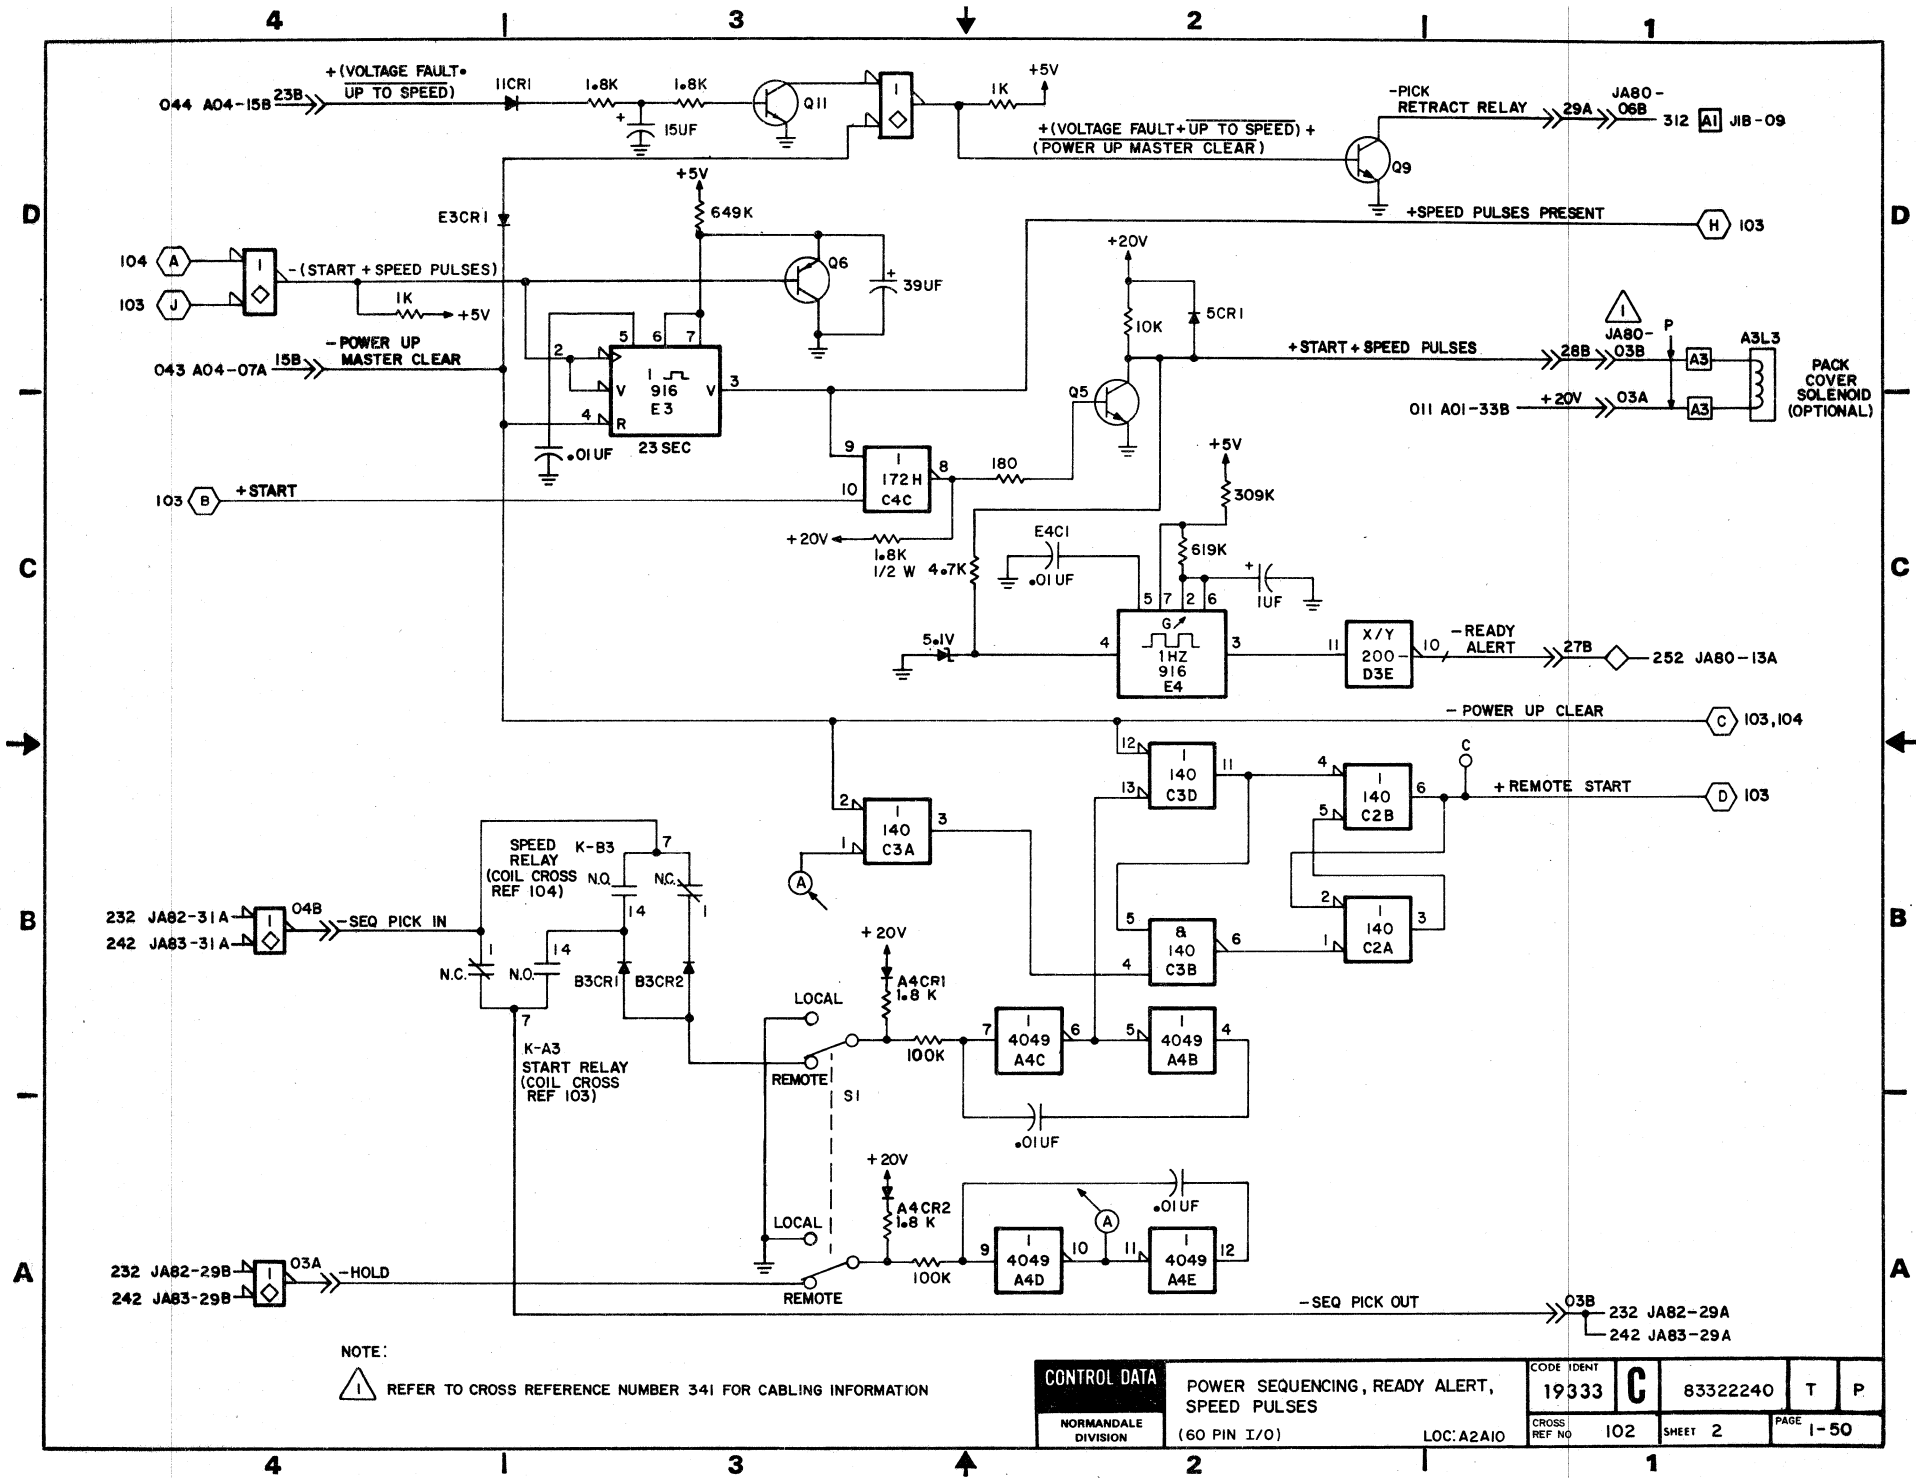 4 3 2 1
+(VOLTAGE FAULT•
UP TO SPEED)
044 A04-15B 23B
11CR1
1.8K
1.8K
15UF
+
Q11
1
1K
+5V
+(VOLTAGE FAULT+UP TO SPEED)+
(POWER UP MASTER CLEAR)
-PICK
RETRACT RELAY
29A
JA80-
06B
312 A1 J1B-09
Q9
D
D
E3CR1
+5V
649K
+SPEED PULSES PRESENT
H 103
104 A
103 J
1
-(START + SPEED PULSES)
1K
+5V
Q6
+
39UF
+20V
10K
5CR1
043 A04-07A 15B
-POWER UP
MASTER CLEAR
5 6 7
2
V
4 R
1
916
E3
V 3
23 SEC
.01UF
+START+SPEED PULSES
1
28B
JA80-
03B
P
A3
A3L3
011 A01-33B
+20V
03A
A3
PACK
COVER
SOLENOID
(OPTIONAL)
Q5
9
10
1
172H
C4C
8
180
103 B +START
+20V
1.8K
1/2 W
4.7K
+5V
309K
619K
E4C1
.01UF
+
1UF
C
C
5 7 2 6
G
1HZ
916
E4
4
3
5.1V
11
X/Y
200-
D3E
10
-READY
ALERT
27B
252 JA80-13A
-POWER UP CLEAR
C 103,104
12
13
1
140
C3D
11
4
5
1
140
C2B
6
C
+REMOTE START
D 103
2
1
1
140
C3A
3
A
SPEED
RELAY
(COIL CROSS
REF 104)
K-B3
7
N.O.
N.C.
14
1
B
B
232 JA82-31A
242 JA83-31A
1
04B
-SEQ PICK IN
1
N.C.
N.O.
14
B3CR1
B3CR2
7
K-A3
START RELAY
(COIL CROSS
REF 103)
5
4
&
140
C3B
6
2
1
1
140
C2A
3
+20V
A4CR1
1.8 K
LOCAL
REMOTE
S1
100K
7
1
4049
A4C
6
5
1
4049
A4B
4
.01UF
+20V
A4CR2
1.8 K
LOCAL
REMOTE
100K
9
1
4049
A4D
10
A
11
1
4049
A4E
12
.01UF
A
A
232 JA82-29B
242 JA83-29B
1
03A
-HOLD
-SEQ PICK OUT
03B
232 JA82-29A
242 JA83-29A
NOTE:
1 REFER TO CROSS REFERENCE NUMBER 341 FOR CABLING INFORMATION
CONTROL DATA
NORMANDALE
DIVISION
POWER SEQUENCING, READY ALERT,
SPEED PULSES
(60 PIN I/O) LOC:A2A10
CODE IDENT
19333
C
83322240
T
P
CROSS
REF NO 102
SHEET 2
PAGE 1-50
4 3 2 1